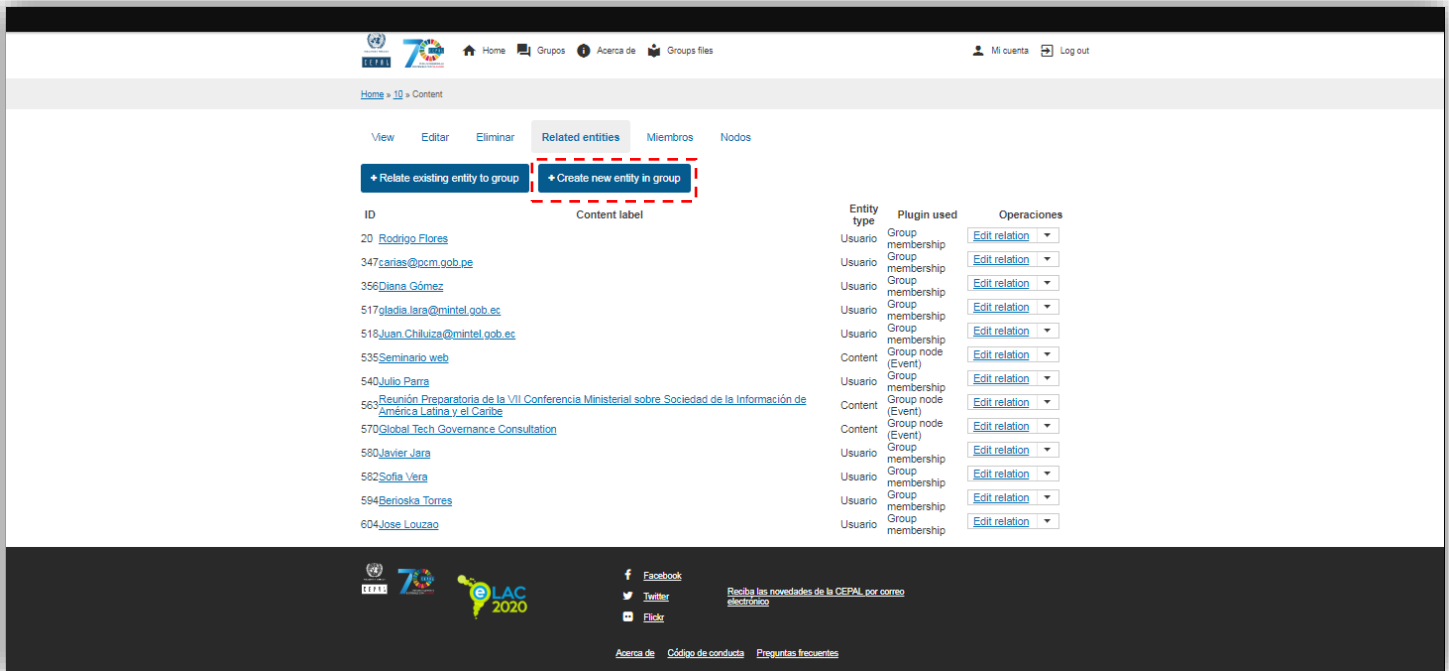 CEPAL
70
Home Grupos Acerca de Groups files Mi cuenta Log out
Home » 10 » Content
View Editar Eliminar Related entities Miembros Nodos
+ Relate existing entity to group + Create new entity in group
ID Content label Entity type Plugin used Operaciones
20 Rodrigo Flores Usuario Group membership Edit relation
347 carias@pcm.gob.pe Usuario Group membership Edit relation
356 Diana Gómez Usuario Group membership Edit relation
517 gladia.lara@mintel.gob.ec Usuario Group membership Edit relation
518 Juan.Chiluiza@mintel.gob.ec Usuario Group membership Edit relation
535 Seminario web Content Group node (Event) Edit relation
540 Julio Parra Usuario Group membership Edit relation
563 Reunión Preparatoria de la VII Conferencia Ministerial sobre Sociedad de la Información de
América Latina y el Caribe Content Group node (Event) Edit relation
570 Global Tech Governance Consultation Content Group node (Event) Edit relation
580 Javier Jara Usuario Group membership Edit relation
582 Sofia Vera Usuario Group membership Edit relation
594 Berioska Torres Usuario Group membership Edit relation
604 Jose Louzao Usuario Group membership Edit relation
CEPAL
70
eLAC
2020
Facebook
Twitter
Flickr
Reciba las novedades de la CEPAL por correo
electrónico
Acerca de Código de conducta Preguntas frecuentes